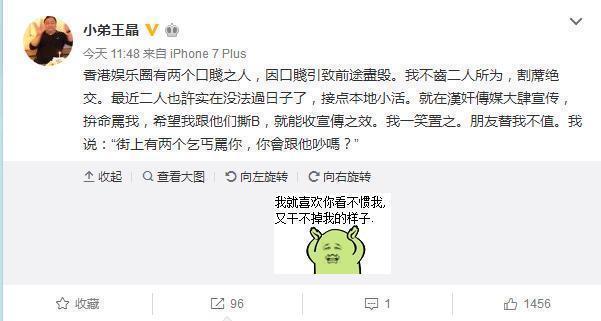 小弟王晶
今天 11:48 来自 iPhone 7 Plus
香港娱乐圈有两个口賤之人，因口賤引致前途盡毁。我不齒二人所为，割蓆绝
交。最近二人也許实在没法過日子了，接点本地小活。就在漢奸傳媒大肆宣传，
拚命罵我，希望我跟他们撕B，就能收宣傳之效。我一笑置之。朋友替我不值。我
说：“街上有两个乞丐罵你，你會跟他吵嗎？”
收起 查看大图 向左旋转 向右旋转
我就喜欢你看不惯我,
又干不掉我的样子.
收藏 96 1 1456